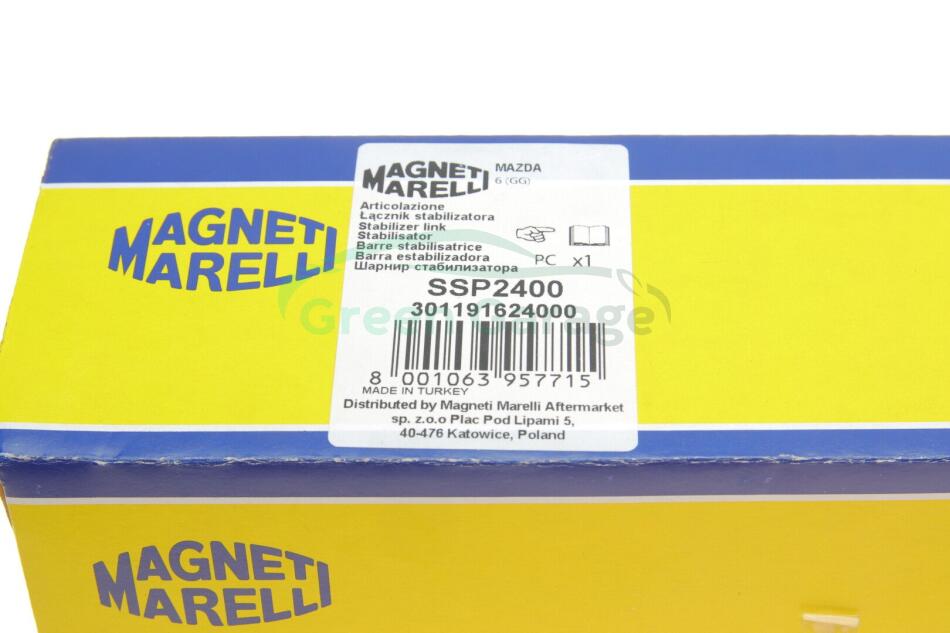 MAGNETI
MARELLI
MAZDA
6 (GG)
Articolazione
Łącznik stabilizatora
Stabilizer link
Stabilisator
Barre stabilisatrice
Barra estabilizadora
Шарнир стабилизатора
PC x1
SSP2400
301191624000
8 001063 957715
MADE IN TURKEY
Distributed by Magneti Marelli Aftermarket
sp. z.o.o Plac Pod Lipami 5,
40-476 Katowice, Poland
MAGNETI
MARELLI
Green Garage
MAGNETI
MARELLI